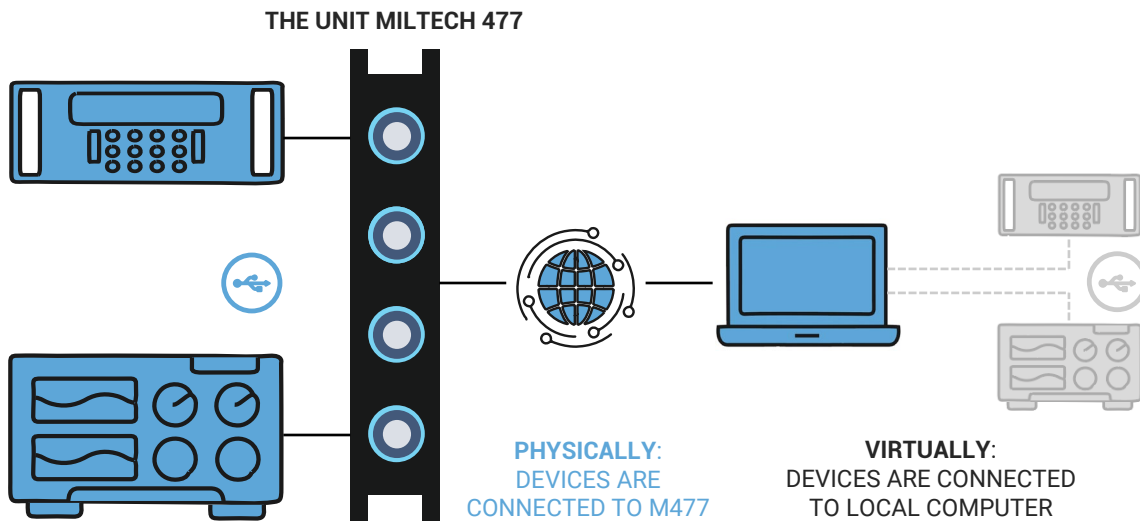 THE UNIT MILTECH 477
PHYSICALLY:
DEVICES ARE
CONNECTED TO M477
VIRTUALLY:
DEVICES ARE CONNECTED
TO LOCAL COMPUTER